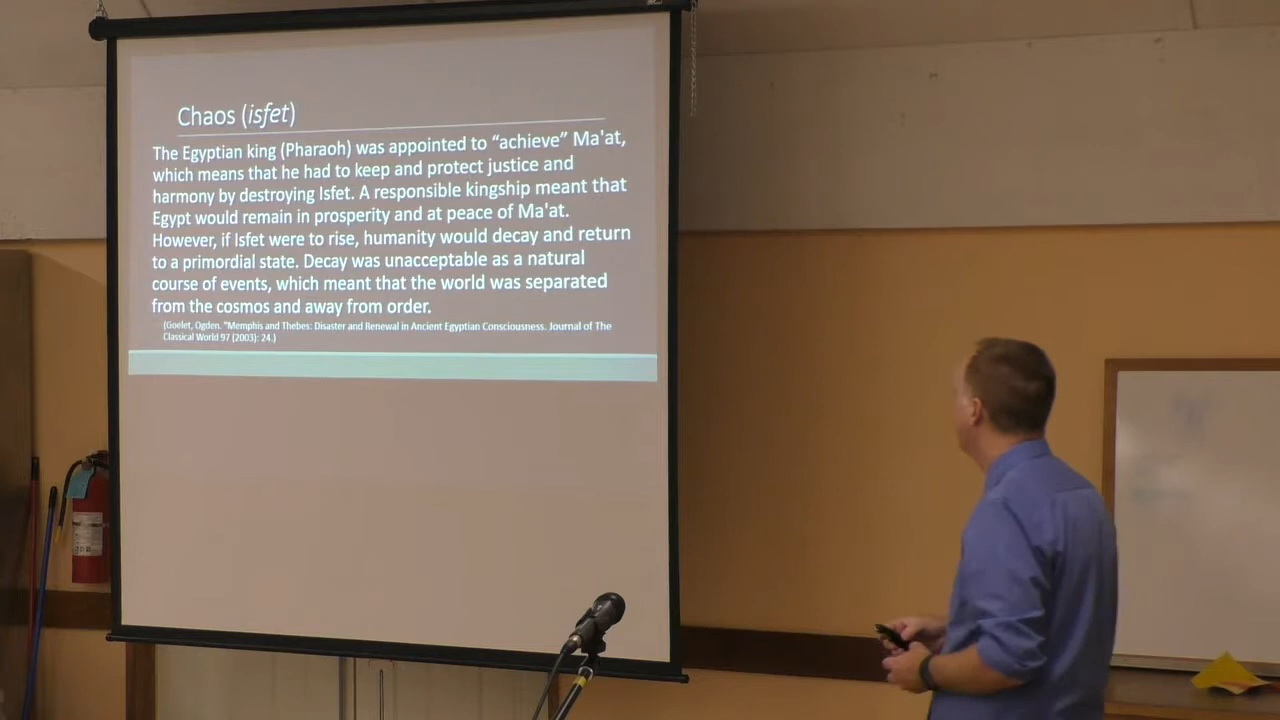 Chaos (isfet)
The Egyptian king (Pharaoh) was appointed to “achieve” Ma'at,
which means that he had to keep and protect justice and
harmony by destroying Isfet. A responsible kingship meant that
Egypt would remain in prosperity and at peace of Ma'at.
However, if Isfet were to rise, humanity would decay and return
to a primordial state. Decay was unacceptable as a natural
course of events, which meant that the world was separated
from the cosmos and away from order.
(Goelet, Ogden. "Memphis and Thebes: Disaster and Renewal in Ancient Egyptian Consciousness. Journal of The
Classical World 97 (2003): 24.)